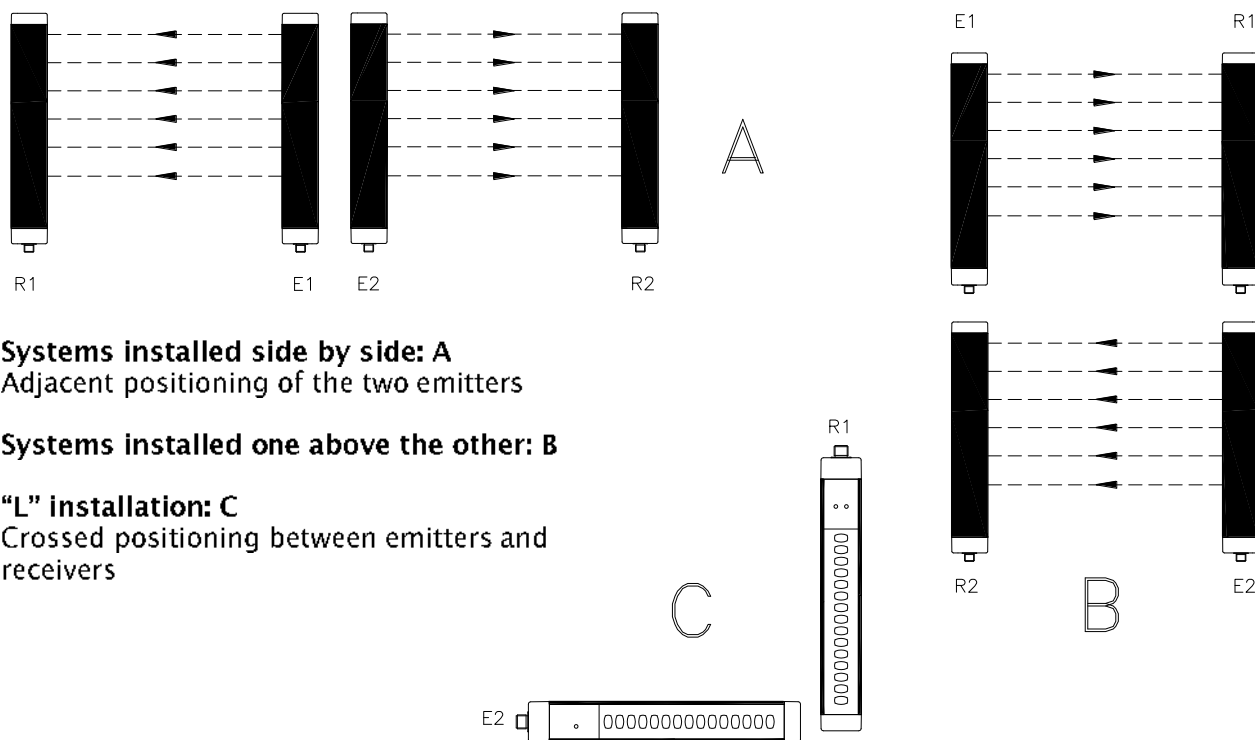 E1 R1
A
R1 E1 E2 R2
Systems installed side by side: A
Adjacent positioning of the two emitters
Systems installed one above the other: B
"L" installation: C
Crossed positioning between emitters and
receivers
R1
R2 B E2
C
E2